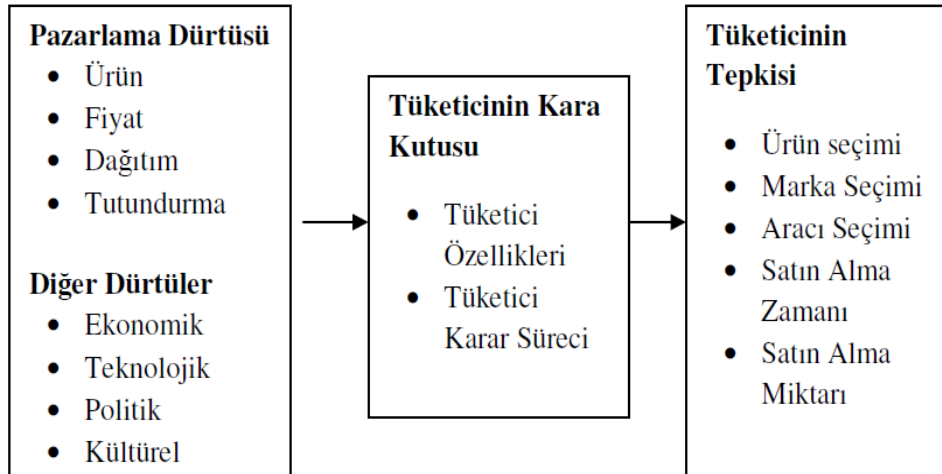 Pazarlama Dürtüsü
• Ürün
• Fiyat
• Dağıtım
• Tutundurma
Diğer Dürtüler
• Ekonomik
• Teknolojik
• Politik
• Kültürel
Tüketicinin Kara
Kutusu
• Tüketici
Özellikleri
• Tüketici
Karar Süreci
Tüketicinin
Tepkisi
• Ürün seçimi
• Marka Seçimi
• Aracı Seçimi
• Satın Alma
Zamanı
• Satın Alma
Miktarı